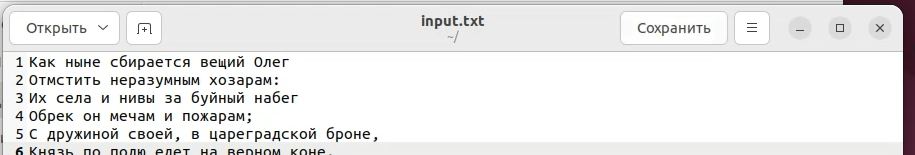 Открыть
input.txt
~/
Сохранить
1 Как ныне сбирается вещий Олег
2 Отмстить неразумным хозарам:
3 Их села и нивы за буйный набег
4 Обрек он мечам и пожарам;
5 С дружиной своей, в цареградской броне,
6 Князь по полю едет на верном коне.